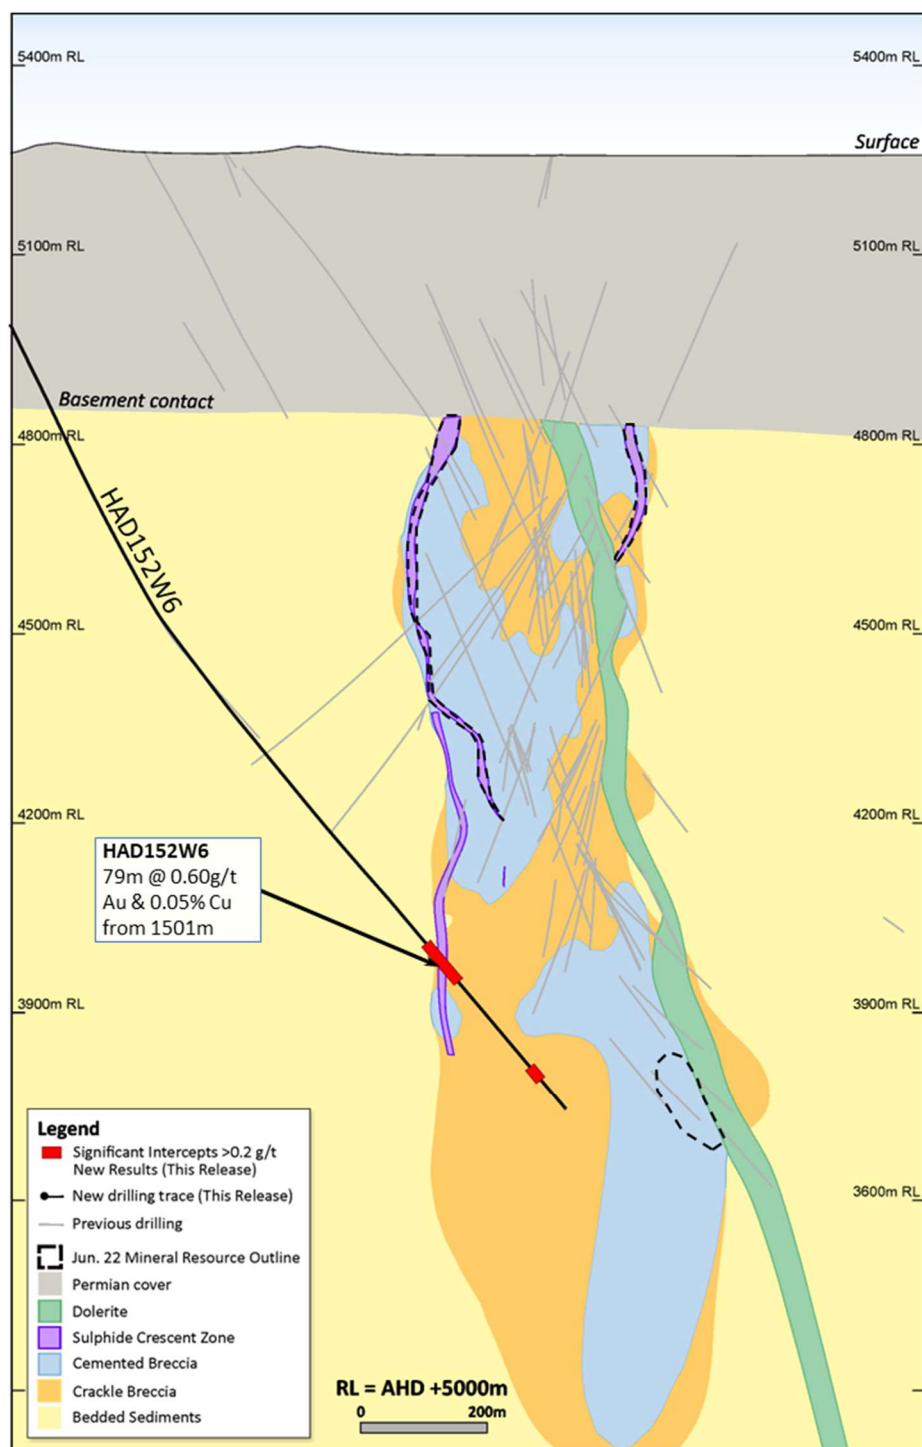 5400m RL
5400m RL
Surface
5100m RL
5100m RL
Basement contact
4800m RL
4800m RL
HAD152W6
4500m RL
4500m RL
4200m RL
4200m RL
HAD152W6
79m @ 0.60g/t
Au & 0.05% Cu
from 1501m
3900m RL
3900m RL
3600m RL
Legend
Significant Intercepts >0.2 g/t
New Results (This Release)
New drilling trace (This Release)
Previous drilling
Jun. 22 Mineral Resource Outline
Permian cover
Dolerite
Sulphide Crescent Zone
Cemented Breccia
Crackle Breccia
Bedded Sediments
RL = AHD +5000m
0 200m